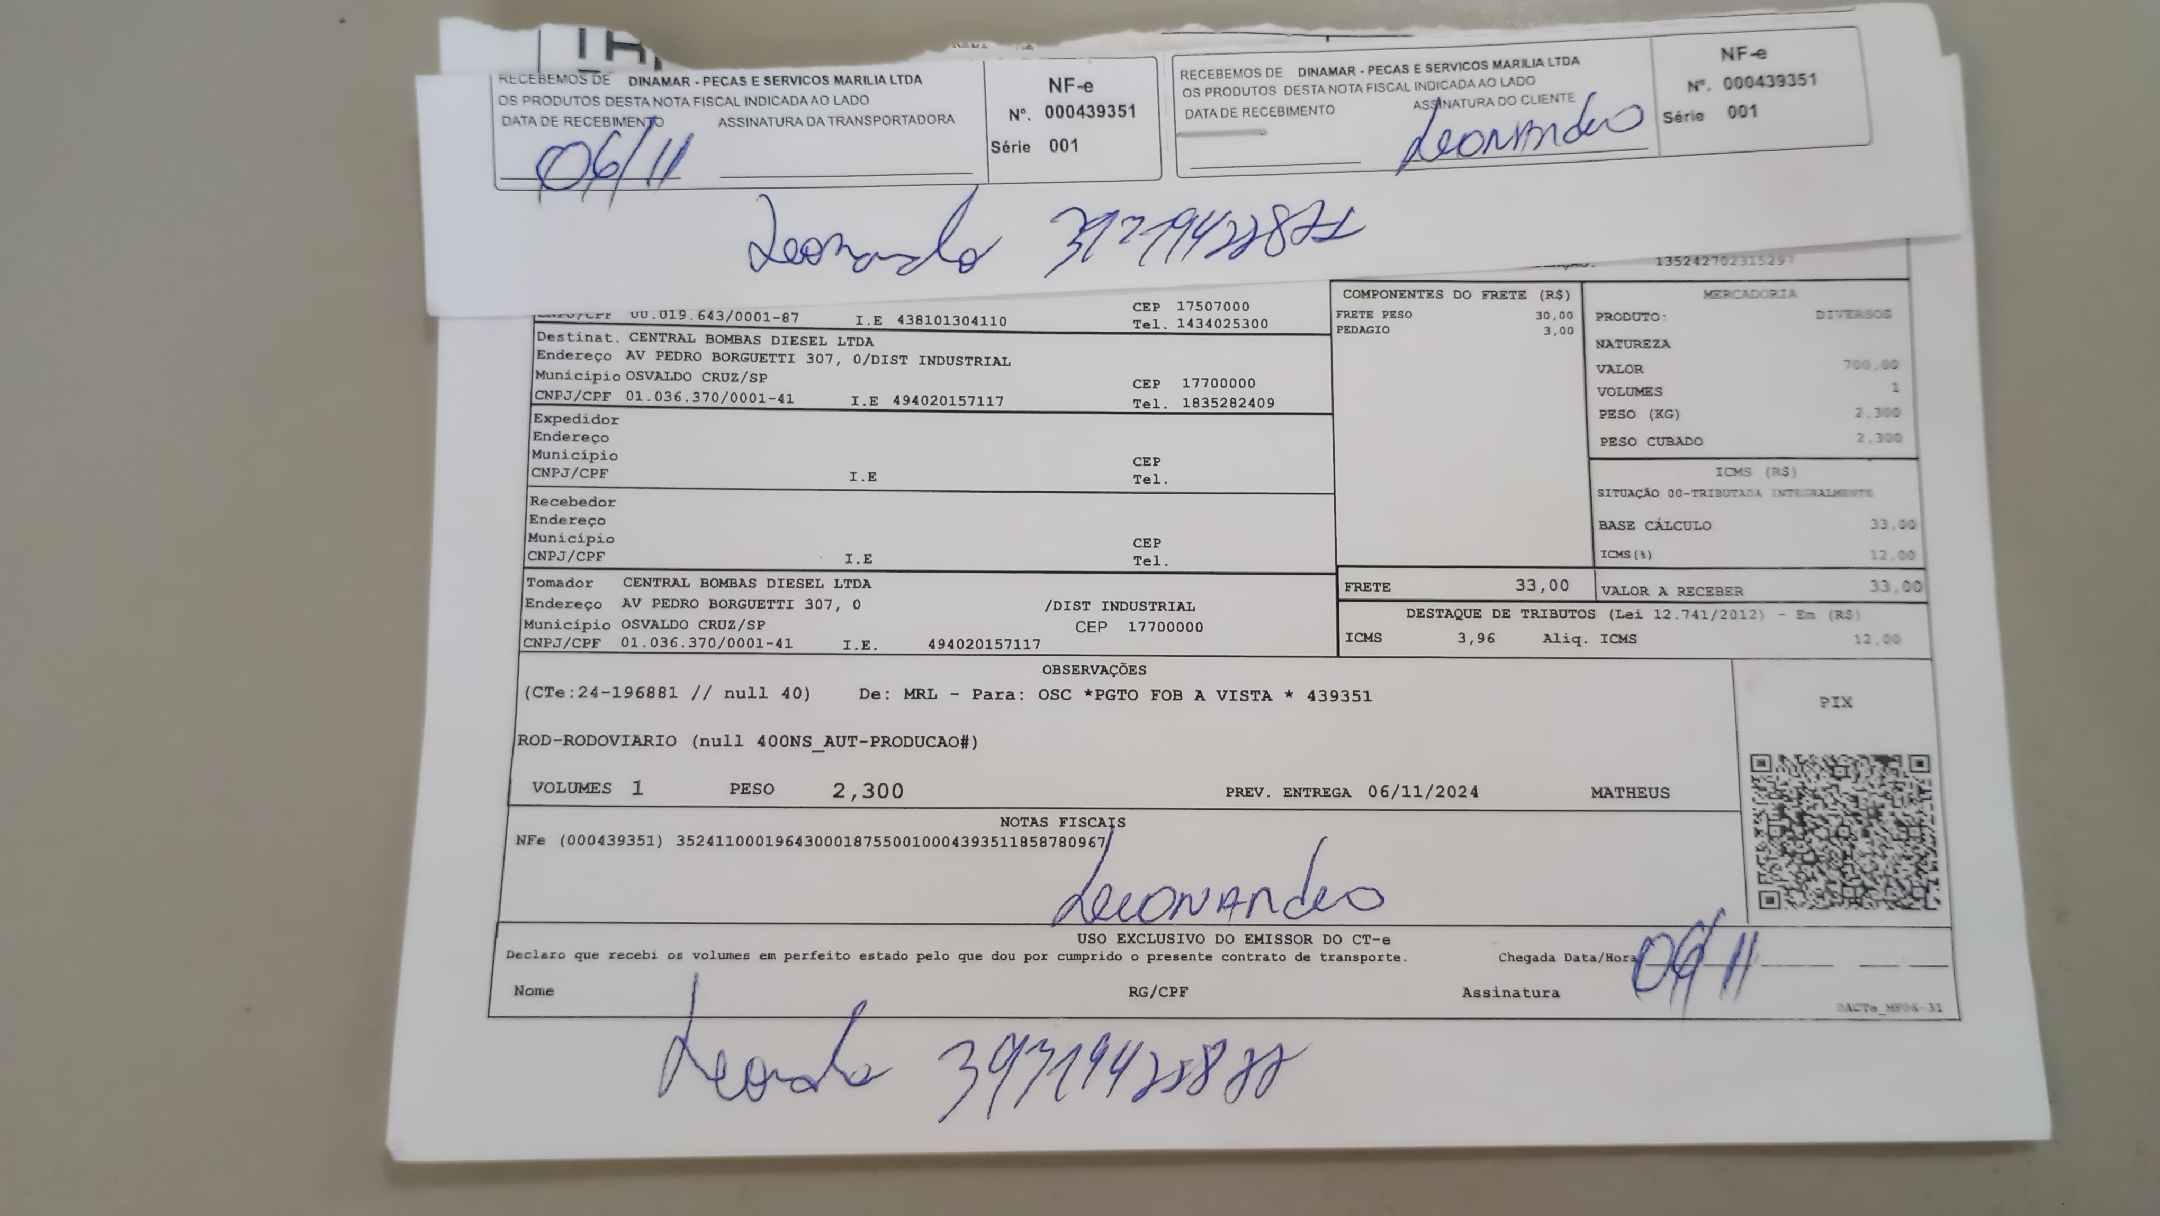 RECEBEMOS DE DINAMAR - PECAS E SERVICOS MARILIA LTDA
OS PRODUTOS DESTA NOTA FISCAL INDICADA AO LADO
DATA DE RECEBIMENTO ASSINATURA DA TRANSPORTADORA
06/11
NF-e
Nº. 000439351
Série 001
RECEBEMOS DE DINAMAR - PECAS E SERVICOS MARILIA LTDA
OS PRODUTOS DESTA NOTA FISCAL INDICADA AO LADO
DATA DE RECEBIMENTO ASSINATURA DO CLIENTE
Leonardo
NF-e
Nº. 000439351
Série 001
Leonardo
135242702315297
CNPJ/CPF 00.019.643/0001-87 I.E 438101304110
CEP 17507000
Tel. 1434025300
Destinat. CENTRAL BOMBAS DIESEL LTDA
Endereço AV PEDRO BORGUETTI 307, 0/DIST INDUSTRIAL
Município OSVALDO CRUZ/SP CEP 17700000
CNPJ/CPF 01.036.370/0001-41 I.E 494020157117 Tel. 1835282409
Expedidor
Endereço
Município CEP
CNPJ/CPF I.E Tel.
Recebedor
Endereço
Município CEP
CNPJ/CPF I.E Tel.
Tomador CENTRAL BOMBAS DIESEL LTDA
Endereço AV PEDRO BORGUETTI 307, 0 /DIST INDUSTRIAL
Município OSVALDO CRUZ/SP CEP 17700000
CNPJ/CPF 01.036.370/0001-41 I.E. 494020157117
COMPONENTES DO FRETE (R$)
FRETE PESO 30,00
PEDAGIO 3,00
MERCADORIA
PRODUTO: DIVERSOS
NATUREZA
VALOR 700,00
VOLUMES 1
PESO (KG) 2,300
PESO CUBADO 2,300
ICMS (R$)
SITUAÇÃO 00-TRIBUTADA INTEGRALMENTE
BASE CÁLCULO 33,00
ICMS(%) 12,00
FRETE 33,00 VALOR A RECEBER 33,00
DESTAQUE DE TRIBUTOS (Lei 12.741/2012) - Em (R$)
ICMS 3,96 Aliq. ICMS 12,00
OBSERVAÇÕES
(CTe:24-196881 // null 40) De: MRL - Para: OSC *PGTO FOB A VISTA * 439351
ROD-RODOVIARIO (null 400NS_AUT-PRODUCAO#)
VOLUMES 1 PESO 2,300 PREV. ENTREGA 06/11/2024 MATHEUS
PIX
NOTAS FISCAIS
NFe (000439351) 35241100019643000187550010004393511858780967
Leonardo
USO EXCLUSIVO DO EMISSOR DO CT-e
Declaro que recebi os volumes em perfeito estado pelo que dou por cumprido o presente contrato de transporte. Chegada Data/Hora 06/11
Nome RG/CPF Assinatura
DACTe_MF06-31